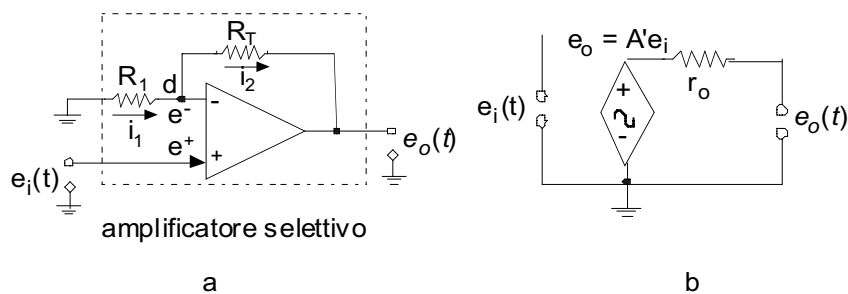 R_T
R_1
d
i_2
e^-
-
i_1
e^+
+
e_o(t)
e_i(t)
amplificatore selettivo
a
e_o = A'e_i
r_o
+
e_i(t)
-
e_o(t)
b